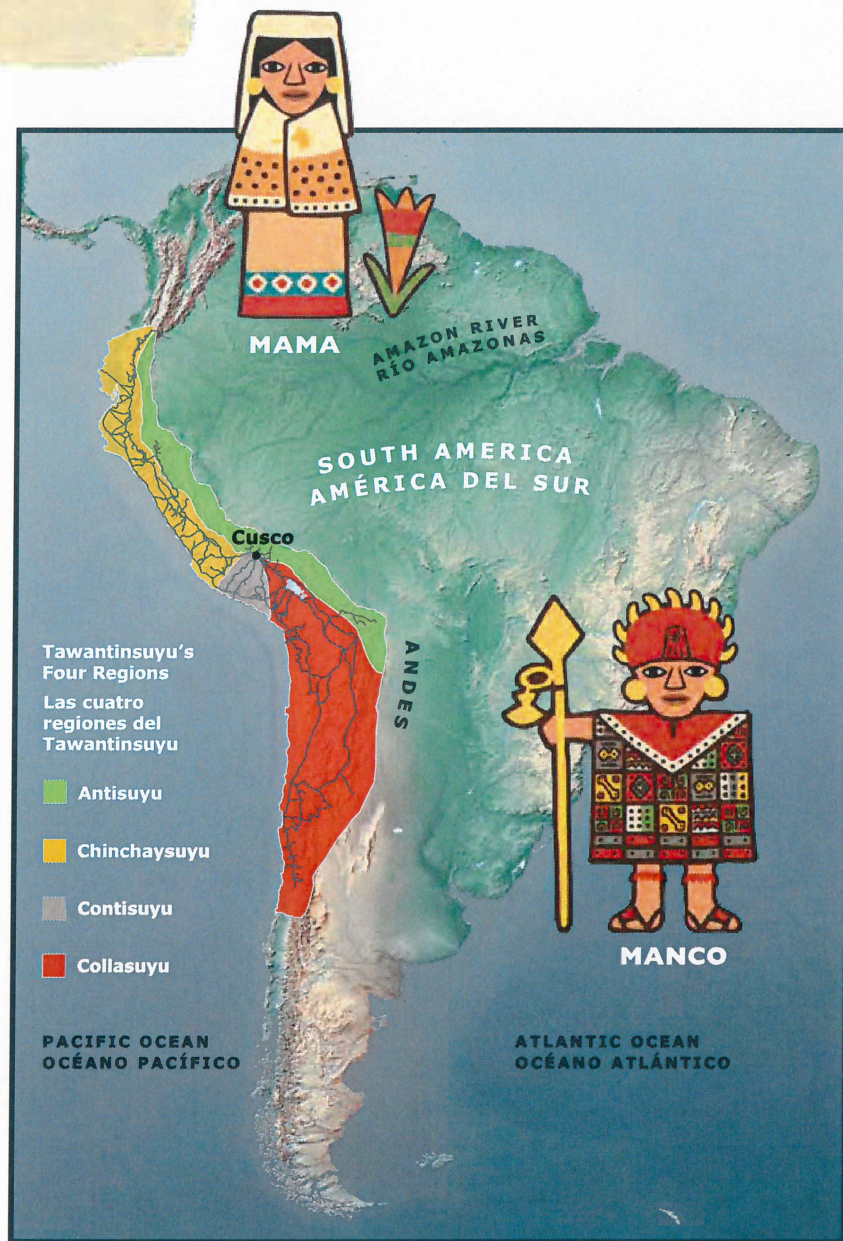 MAMA
AMAZON RIVER
RÍO AMAZONAS
SOUTH AMERICA
AMÉRICA DEL SUR
Cusco
ANDES
Tawantinsuyu's
Four Regions
Las cuatro
regiones del
Tawantinsuyu
Antisuyu
Chinchaysuyu
Contisuyu
Collasuyu
MANCO
PACIFIC OCEAN
OCÉANO PACÍFICO
ATLANTIC OCEAN
OCÉANO ATLÁNTICO